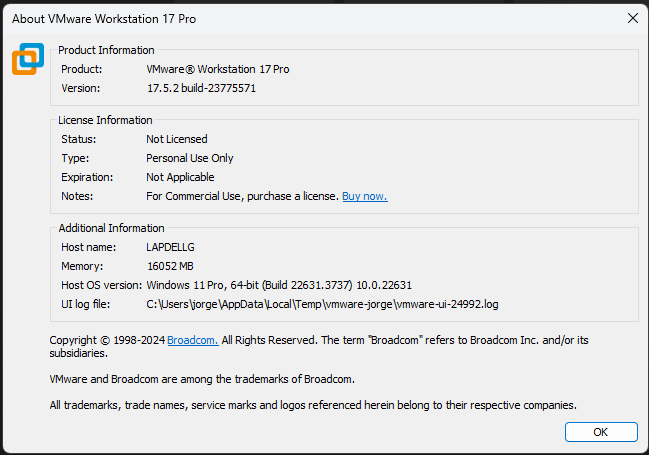 About VMware Workstation 17 Pro
Product Information
Product: VMware® Workstation 17 Pro
Version: 17.5.2 build-23775571
License Information
Status: Not Licensed
Type: Personal Use Only
Expiration: Not Applicable
Notes: For Commercial Use, purchase a license. Buy now.
Additional Information
Host name: LAPDELLG
Memory: 16052 MB
Host OS version: Windows 11 Pro, 64-bit (Build 22631.3737) 10.0.22631
UI log file: C:\Users\jorge\AppData\Local\Temp\vmware-jorge\vmware-ui-24992.log
Copyright © 1998-2024 Broadcom. All Rights Reserved. The term "Broadcom" refers to Broadcom Inc. and/or its
subsidiaries.
VMware and Broadcom are among the trademarks of Broadcom.
All trademarks, trade names, service marks and logos referenced herein belong to their respective companies.
OK